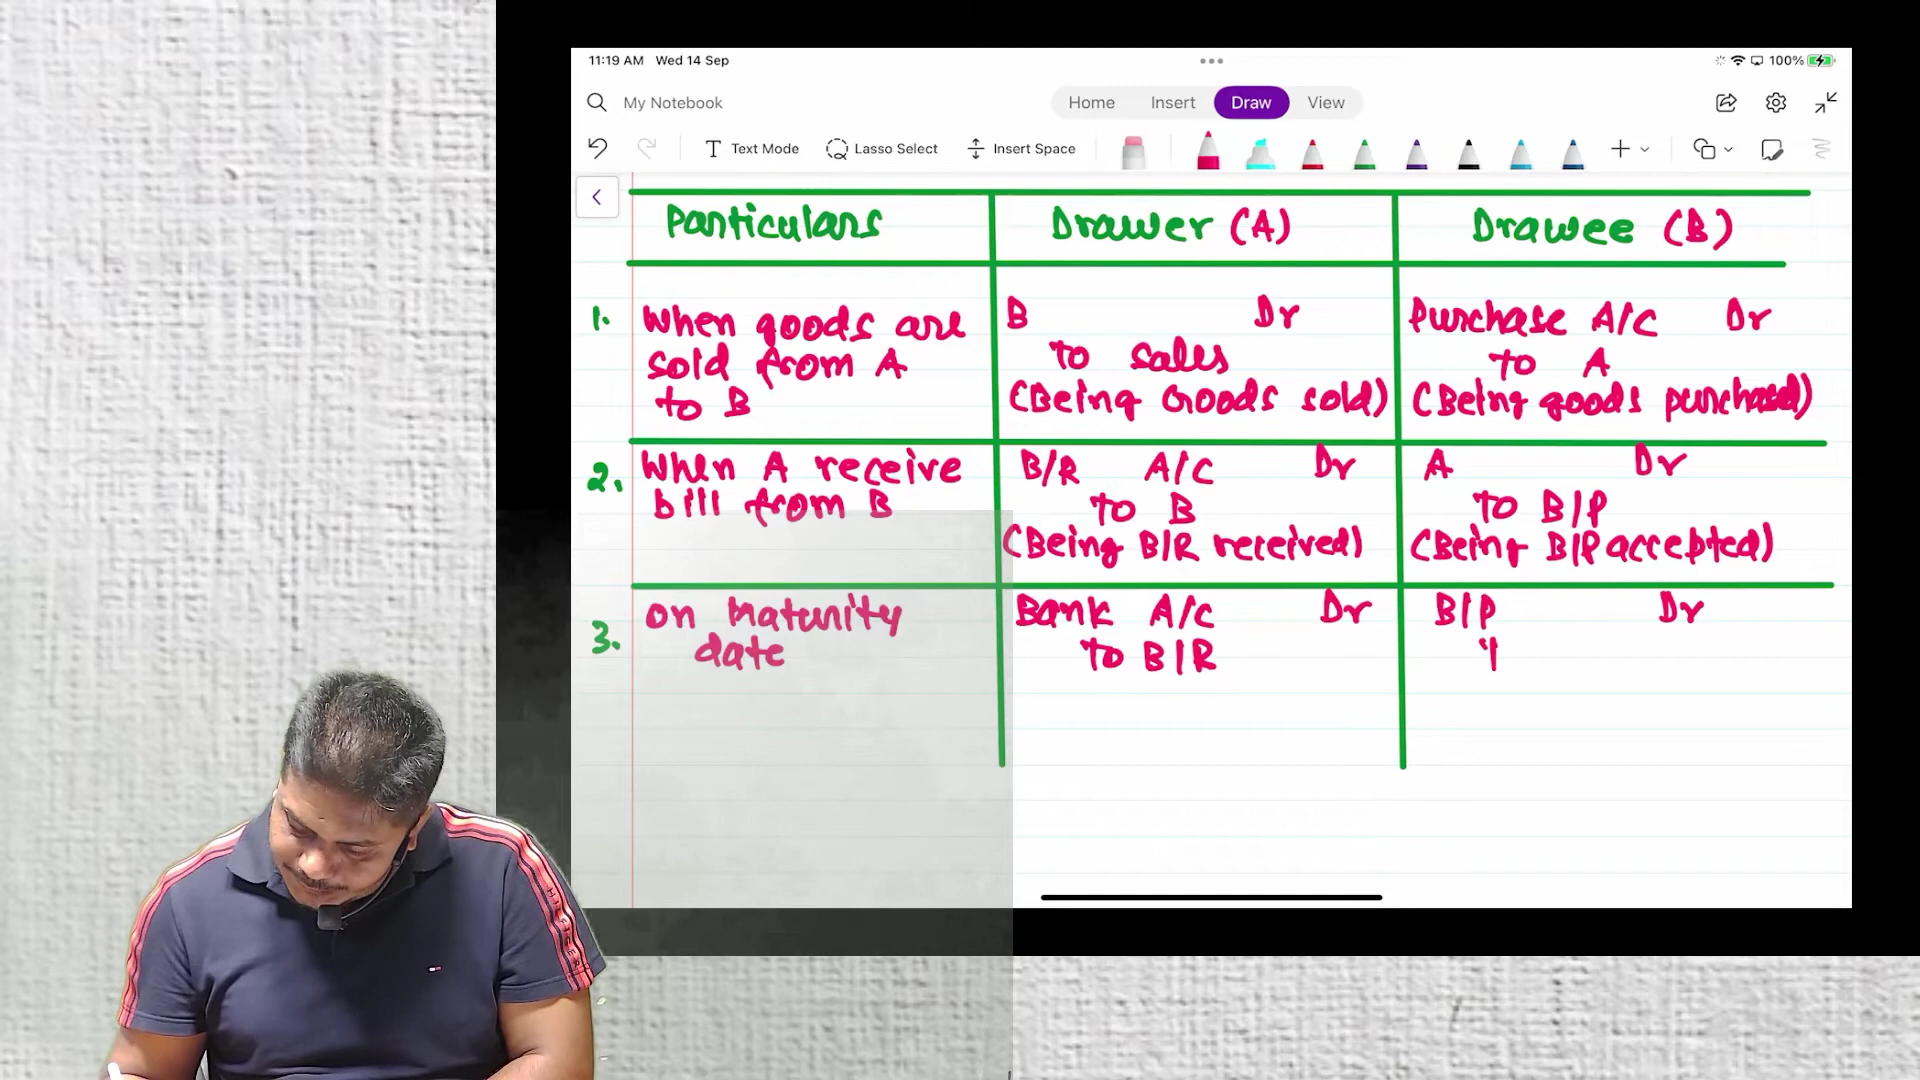 11:19 AM Wed 14 Sep
100%
My Notebook
Home Insert Draw View
Text Mode Lasso Select Insert Space
Particulars Drawer (A) Drawee (B)
1. When goods are
sold from A
to B
B Dr
to sales
(Being Goods sold)
Purchase A/C Dr
to A
(Being goods purchased)
2. When A receive
bill from B
B/R A/C Dr
to B
(Being B/R received)
A Dr
to B/P
(Being B/P accepted)
3. on Maturity
date
Bank A/C Dr
to B/R
B/P Dr